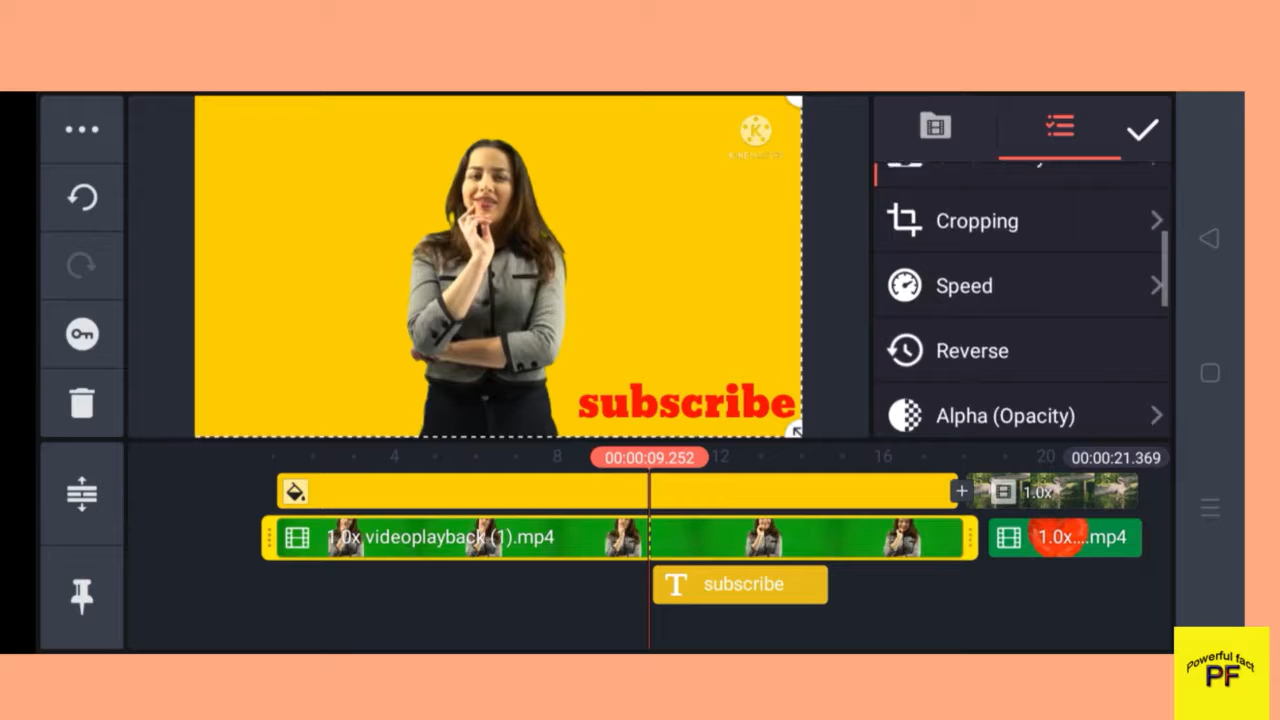 KINEMASTER
Cropping
Speed
Reverse
Alpha (Opacity)
subscribe
4
8
00:00:09.252
12
16
20
00:00:21.369
1.0x
1.0x videoplayback (1).mp4
1.0x....mp4
T subscribe
Powerful fact
PF